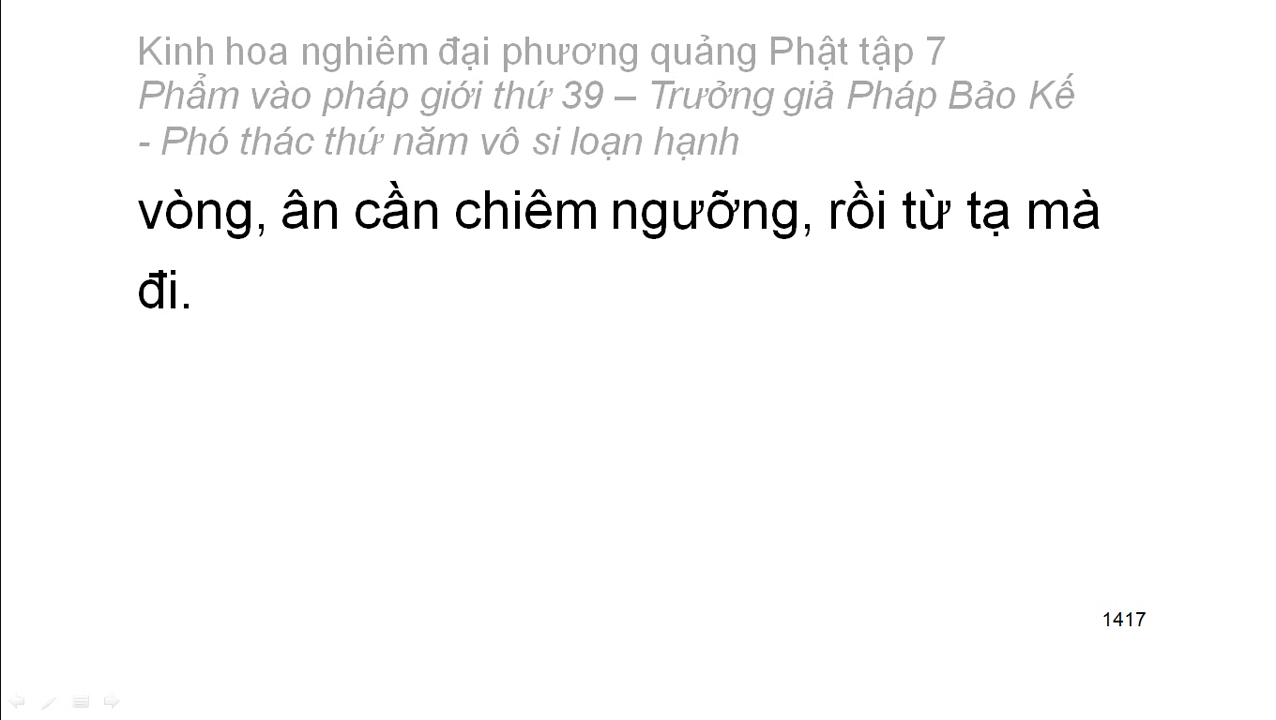 Kinh hoa nghiêm đại phương quảng Phật tập 7
Phẩm vào pháp giới thứ 39 – Trưởng giả Pháp Bảo Kế
- Phó thác thứ năm vô si loạn hạnh
vòng, ân cần chiêm ngưỡng, rồi từ tạ mà
đi.
1417